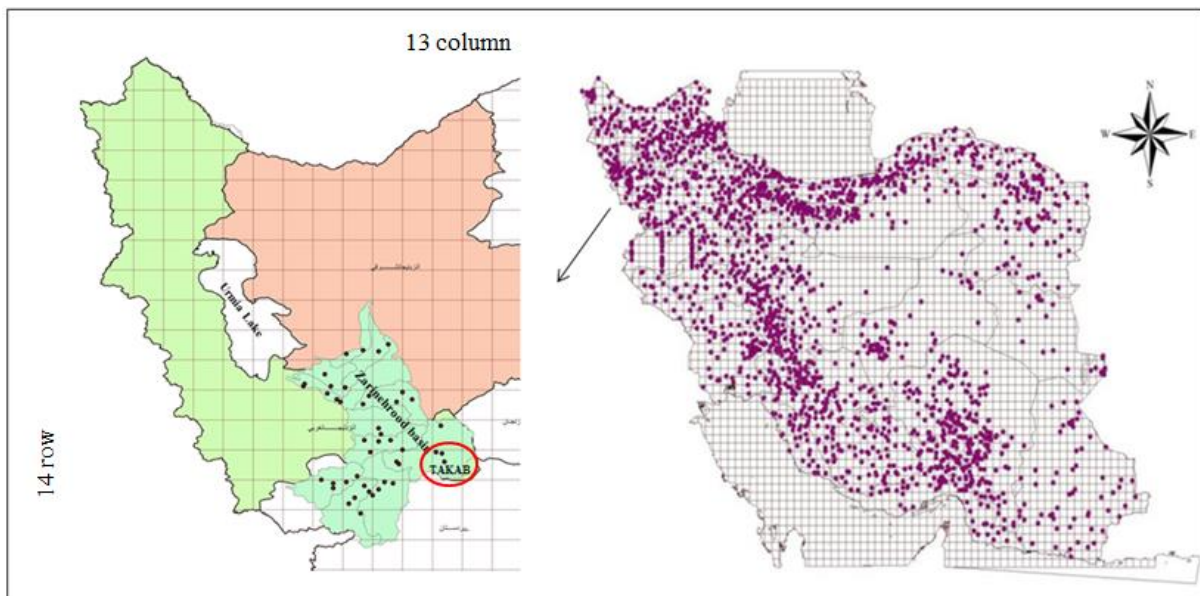 13 column
14 row
N
W
E
S
Urmia Lake
Zarinehrood basin
TAKAB